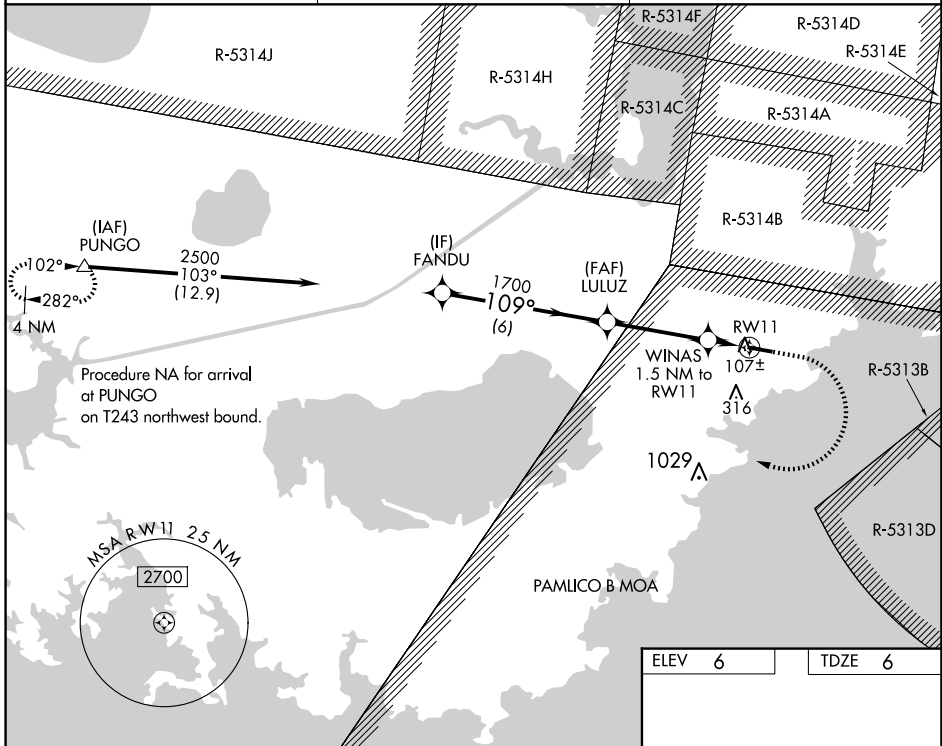 R-5314F
R-5314D
R-5314J
R-5314E
R-5314H
R-5314C
R-5314A
R-5314B
(IAF)
PUNGO
102°
282°
4 NM
2500
103°
(12.9)
(IF)
FANDU
1700
109°
(6)
(FAF)
LULUZ
WINAS
1.5 NM to
RW11
RW11
107±
316
1029
R-5313B
R-5313D
Procedure NA for arrival
at PUNGO
on T243 northwest bound.
MSA RW11 25 NM
2700
PAMLICO B MOA
ELEV 6
TDZE 6